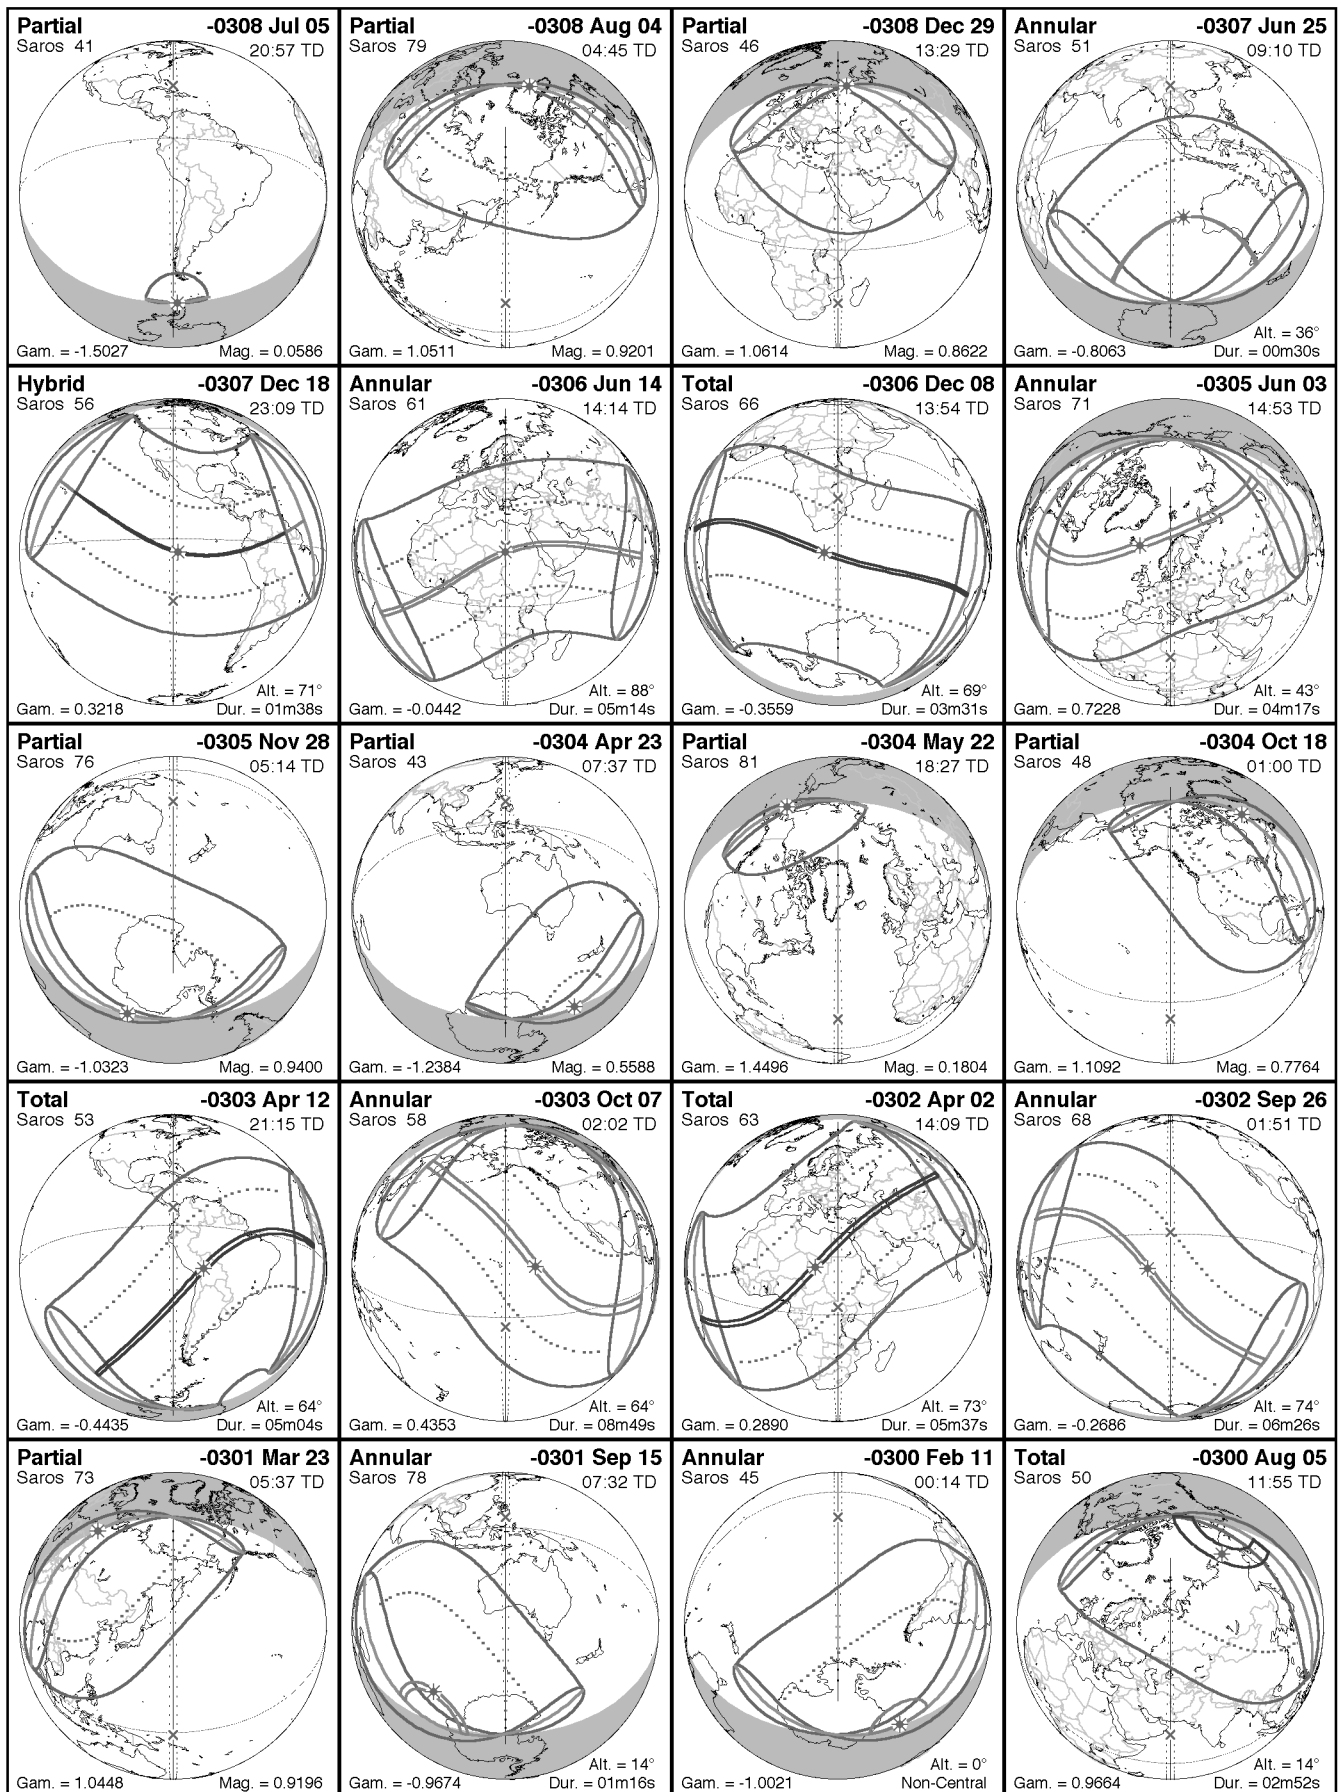 Partial -0308 Jul 05
Saros 41 20:57 TD
Gam. = -1.5027 Mag. = 0.0586
Partial -0308 Aug 04
Saros 79 04:45 TD
Gam. = 1.0511 Mag. = 0.9201
Partial -0308 Dec 29
Saros 46 13:29 TD
Gam. = 1.0614 Mag. = 0.8622
Annular -0307 Jun 25
Saros 51 09:10 TD
Alt. = 36°
Gam. = -0.8063 Dur. = 00m30s
Hybrid -0307 Dec 18
Saros 56 23:09 TD
Alt. = 71°
Gam. = 0.3218 Dur. = 01m38s
Annular -0306 Jun 14
Saros 61 14:14 TD
Alt. = 88°
Gam. = -0.0442 Dur. = 05m14s
Total -0306 Dec 08
Saros 66 13:54 TD
Alt. = 69°
Gam. = -0.3559 Dur. = 03m31s
Annular -0305 Jun 03
Saros 71 14:53 TD
Alt. = 43°
Gam. = 0.7228 Dur. = 04m17s
Partial -0305 Nov 28
Saros 76 05:14 TD
Gam. = -1.0323 Mag. = 0.9400
Partial -0304 Apr 23
Saros 43 07:37 TD
Gam. = -1.2384 Mag. = 0.5588
Partial -0304 May 22
Saros 81 18:27 TD
Gam. = 1.4496 Mag. = 0.1804
Partial -0304 Oct 18
Saros 48 01:00 TD
Gam. = 1.1092 Mag. = 0.7764
Total -0303 Apr 12
Saros 53 21:15 TD
Alt. = 64°
Gam. = -0.4435 Dur. = 05m04s
Annular -0303 Oct 07
Saros 58 02:02 TD
Alt. = 64°
Gam. = 0.4353 Dur. = 08m49s
Total -0302 Apr 02
Saros 63 14:09 TD
Alt. = 73°
Gam. = 0.2890 Dur. = 05m37s
Annular -0302 Sep 26
Saros 68 01:51 TD
Alt. = 74°
Gam. = -0.2686 Dur. = 06m26s
Partial -0301 Mar 23
Saros 73 05:37 TD
Gam. = 1.0448 Mag. = 0.9196
Annular -0301 Sep 15
Saros 78 07:32 TD
Alt. = 14°
Gam. = -0.9674 Dur. = 01m16s
Annular -0300 Feb 11
Saros 45 00:14 TD
Alt. = 0°
Gam. = -1.0021 Non-Central
Total -0300 Aug 05
Saros 50 11:55 TD
Alt. = 14°
Gam. = 0.9664 Dur. = 02m52s